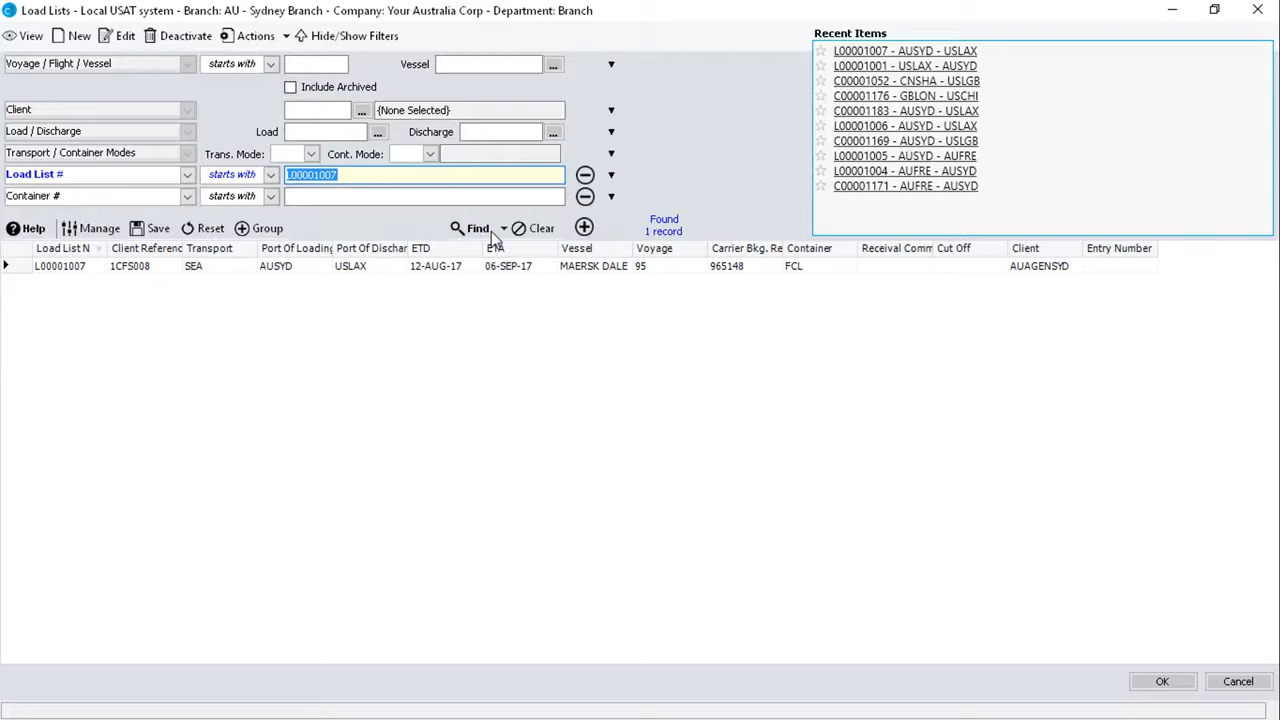 Load Lists - Local USAT system - Branch: AU - Sydney Branch - Company: Your Australia Corp - Department: Branch
View New Edit Deactivate Actions Hide/Show Filters
Recent Items
Voyage / Flight / Vessel starts with Vessel ...
Include Archived
Client ... {None Selected}
Load / Discharge Load ... Discharge ...
Transport / Container Modes Trans. Mode: Cont. Mode:
Load List # starts with L00001007
Container # starts with
L00001007 - AUSYD - USLAX
L00001001 - USLAX - AUSYD
C00001052 - CNSHA - USLGB
C00001176 - GBLON - USCHI
C00001183 - AUSYD - USLAX
L00001006 - AUSYD - USLAX
C00001169 - AUSYD - USLGB
L00001005 - AUSYD - AUFRE
L00001004 - AUFRE - AUSYD
C00001171 - AUFRE - AUSYD
Help Manage Save Reset Group Find Clear
Found
1 record
Load List N Client Referenc Transport Port Of Loading Port Of Dischar ETD ETA Vessel Voyage Carrier Bkg. Re Container Receival Comm Cut Off Client Entry Number
L00001007 1CFS008 SEA AUSYD USLAX 12-AUG-17 06-SEP-17 MAERSK DALE 95 965148 FCL AUAGENSYD
OK Cancel